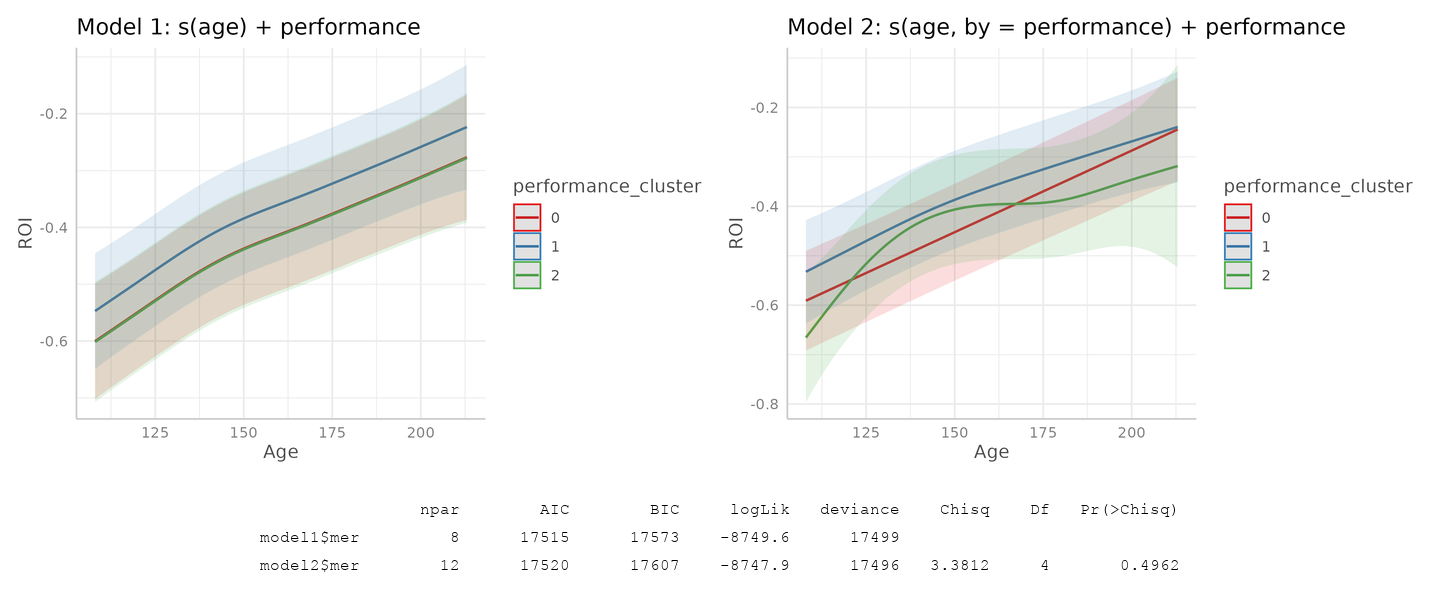 Model 1: s(age) + performance
-0.2
-0.4
-0.6
ROI
125 150 175 200
Age
performance_cluster
0
1
2
Model 2: s(age, by = performance) + performance
-0.2
-0.4
-0.6
-0.8
ROI
125 150 175 200
Age
performance_cluster
0
1
2
npar AIC BIC logLik deviance Chisq Df Pr(>Chisq)
model1$mer 8 17515 17573 -8749.6 17499
model2$mer 12 17520 17607 -8747.9 17496 3.3812 4 0.4962